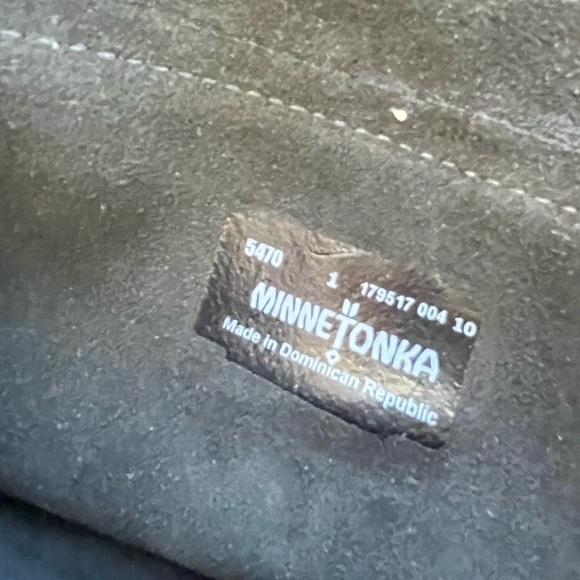 5470 1 179517 004 10
MINNETONKA
Made in Dominican Republic